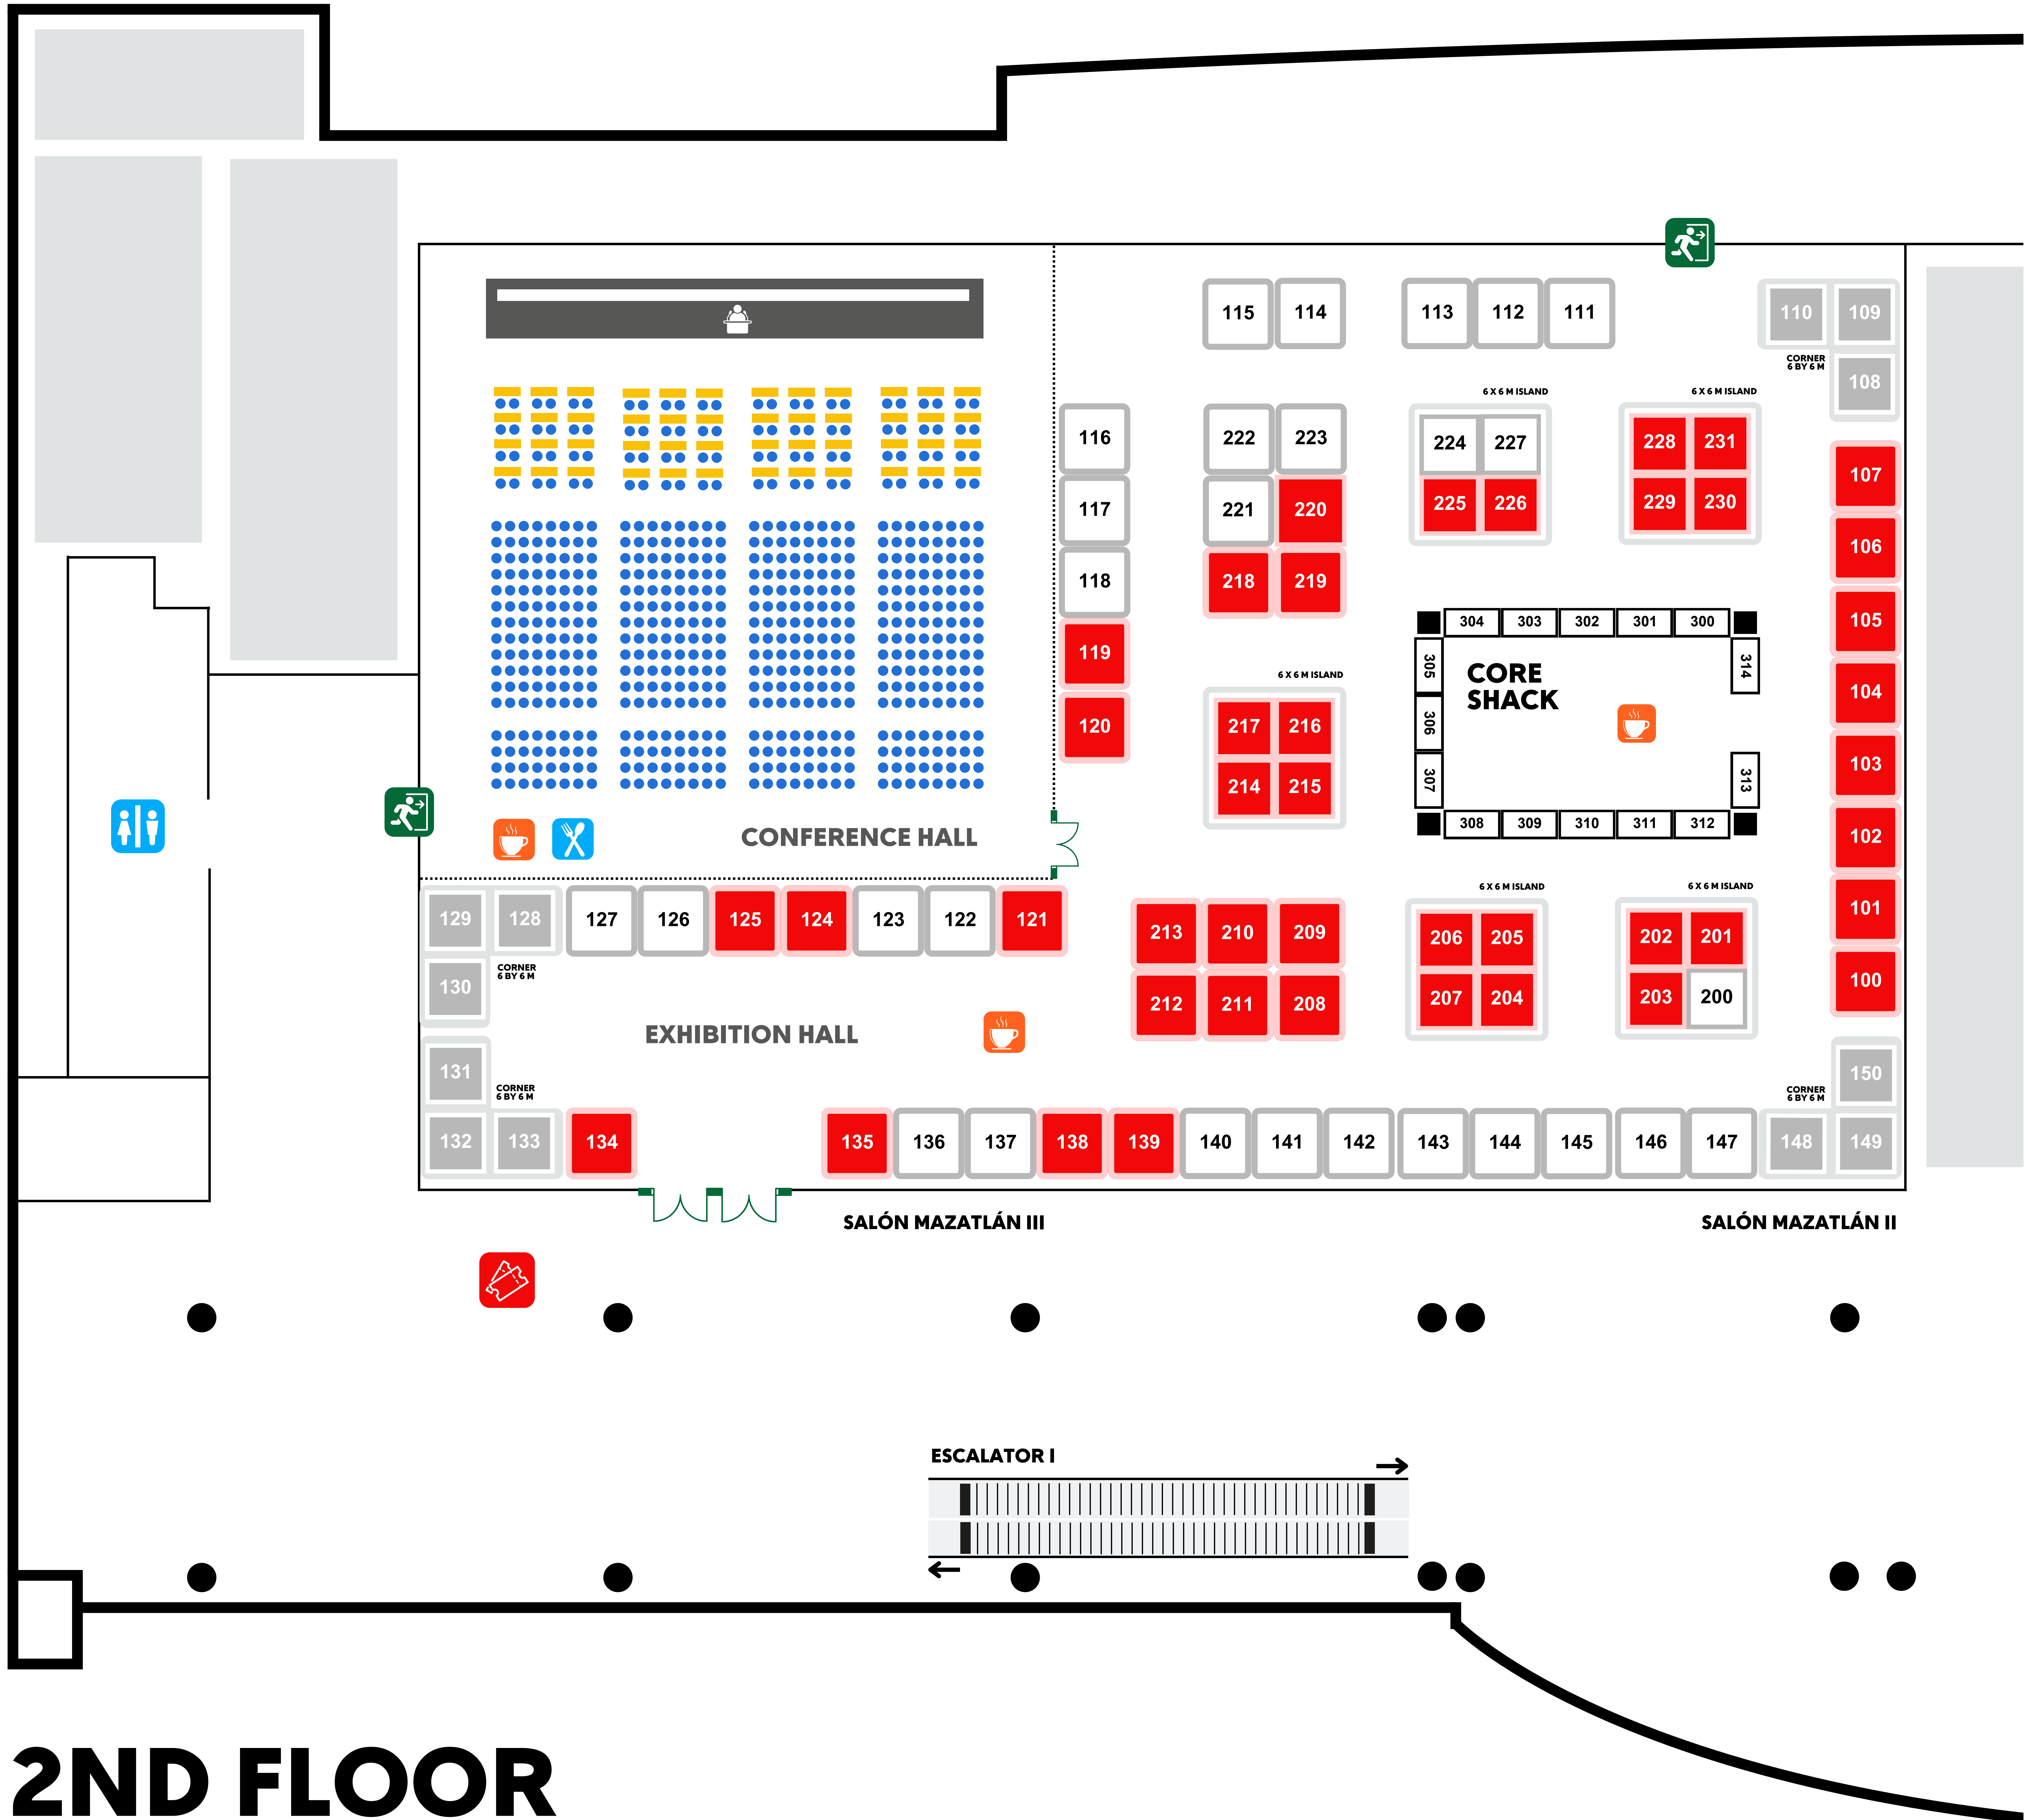 115 114 113 112 111 110 109
CORNER
6 BY 6 M
108
6 X 6 M ISLAND 6 X 6 M ISLAND
116 222 223 224 227 228 231
107
117 221 220 225 226 229 230
106
118 218 219
105
304 303 302 301 300
119
305 314
CORE
SHACK
6 X 6 M ISLAND
104
120 217 216 306
103
214 215 307 313
308 309 310 311 312
102
CONFERENCE HALL
6 X 6 M ISLAND 6 X 6 M ISLAND
129 128 127 126 125 124 123 122 121
101
213 210 209 206 205 202 201
CORNER
6 BY 6 M
130
100
212 211 208 207 204 203 200
EXHIBITION HALL
131 150
CORNER
6 BY 6 M
CORNER
6 BY 6 M
132 133 134 135 136 137 138 139 140 141 142 143 144 145 146 147 148 149
SALÓN MAZATLÁN III SALÓN MAZATLÁN II
ESCALATOR I
2ND FLOOR